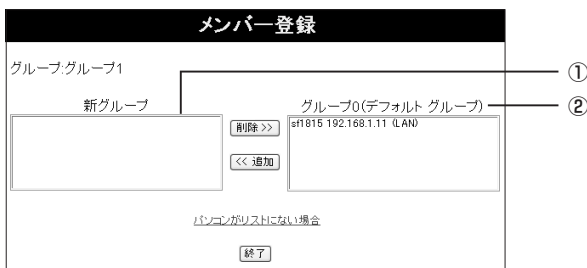 メンバー登録
グループ:グループ1
①
新グループ
グループ0(デフォルト グループ)
②
削除 >>
sf1815 192.168.1.11 (LAN)
<< 追加
パソコンがリストにない場合
終了